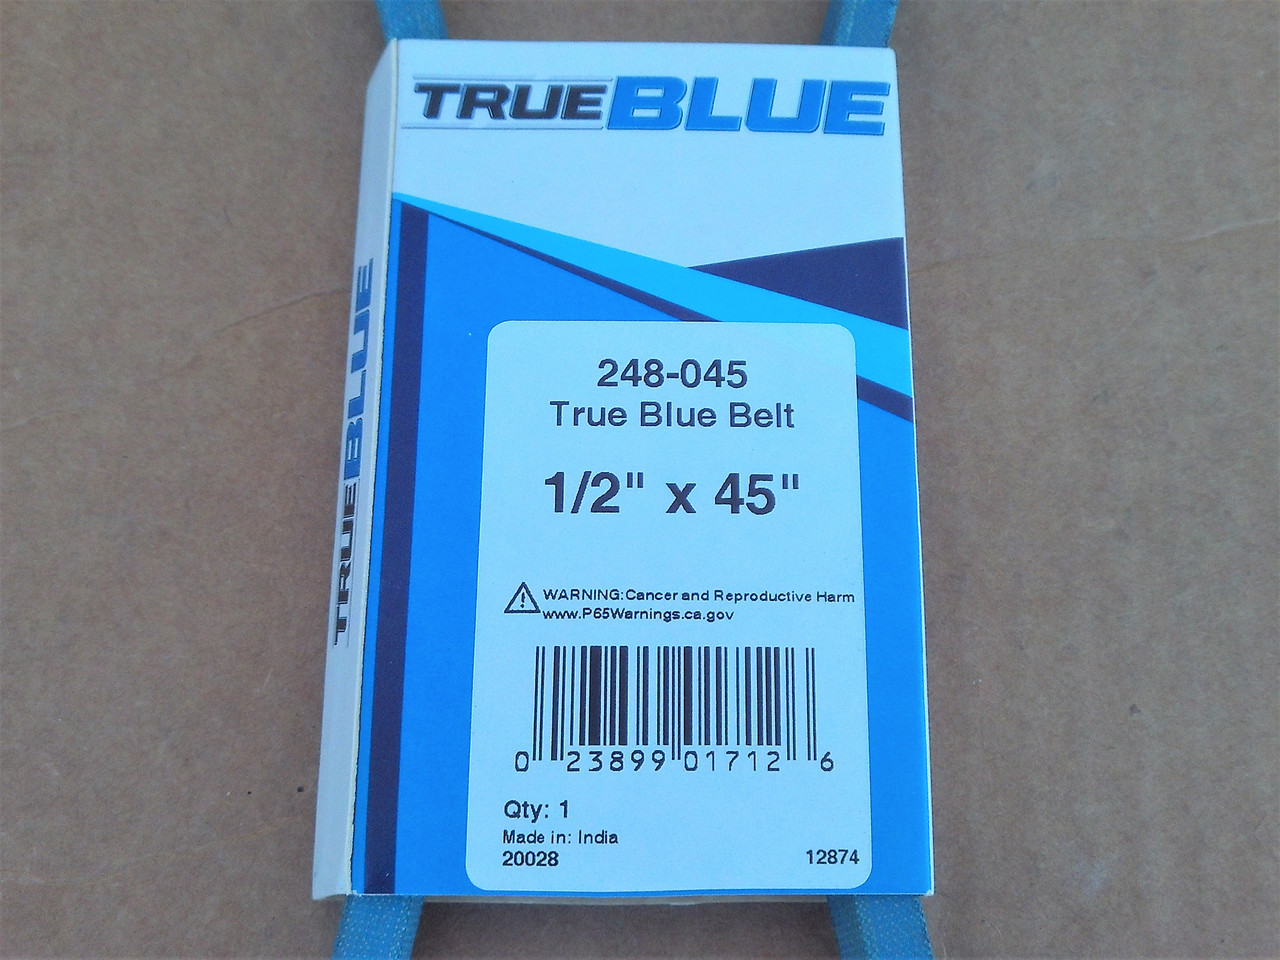 TRUEBLUE
TRUEBLUE
248-045
True Blue Belt
1/2" x 45"
WARNING:Cancer and Reproductive Harm
www.P65Warnings.ca.gov
0 23899 01712 6
Qty: 1
Made in: India
20028 12874